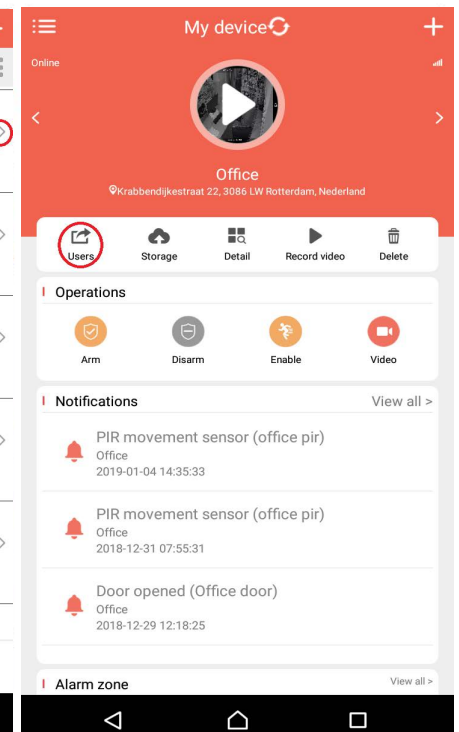 My device
Online
Office
Krabbendijkestraat 22, 3086 LW Rotterdam, Nederland
Users Storage Detail Record video Delete
Operations
Arm Disarm Enable Video
Notifications View all >
PIR movement sensor (office pir)
Office
2019-01-04 14:35:33
PIR movement sensor (office pir)
Office
2018-12-31 07:55:31
Door opened (Office door)
Office
2018-12-29 12:18:25
Alarm zone View all >